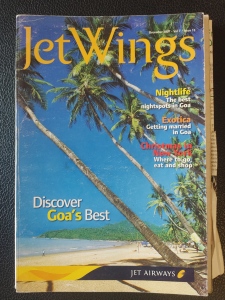 JetWings
Nightlife
The best
nightspots in Goa
Exotica
Getting married
in Goa
Where to go,
eat and shop
Discover
Goa's Best
JET AIRWAYS